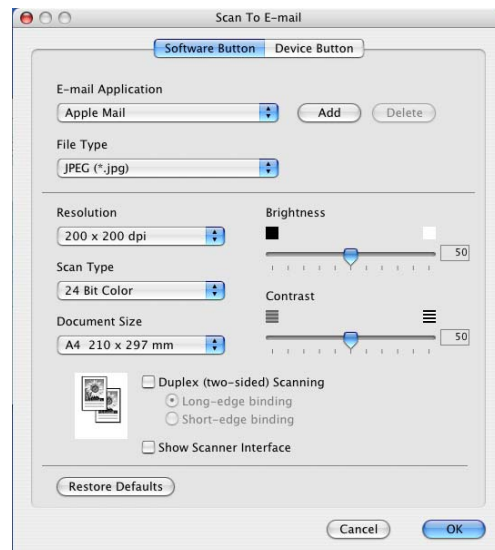 Scan To E-mail
Software Button Device Button
E-mail Application
Apple Mail Add Delete
File Type
JPEG (*.jpg)
Resolution Brightness
200 x 200 dpi 50
Scan Type
24 Bit Color Contrast
Document Size
A4 210 x 297 mm 50
Duplex (two-sided) Scanning
Long-edge binding
Short-edge binding
Show Scanner Interface
Restore Defaults
Cancel OK